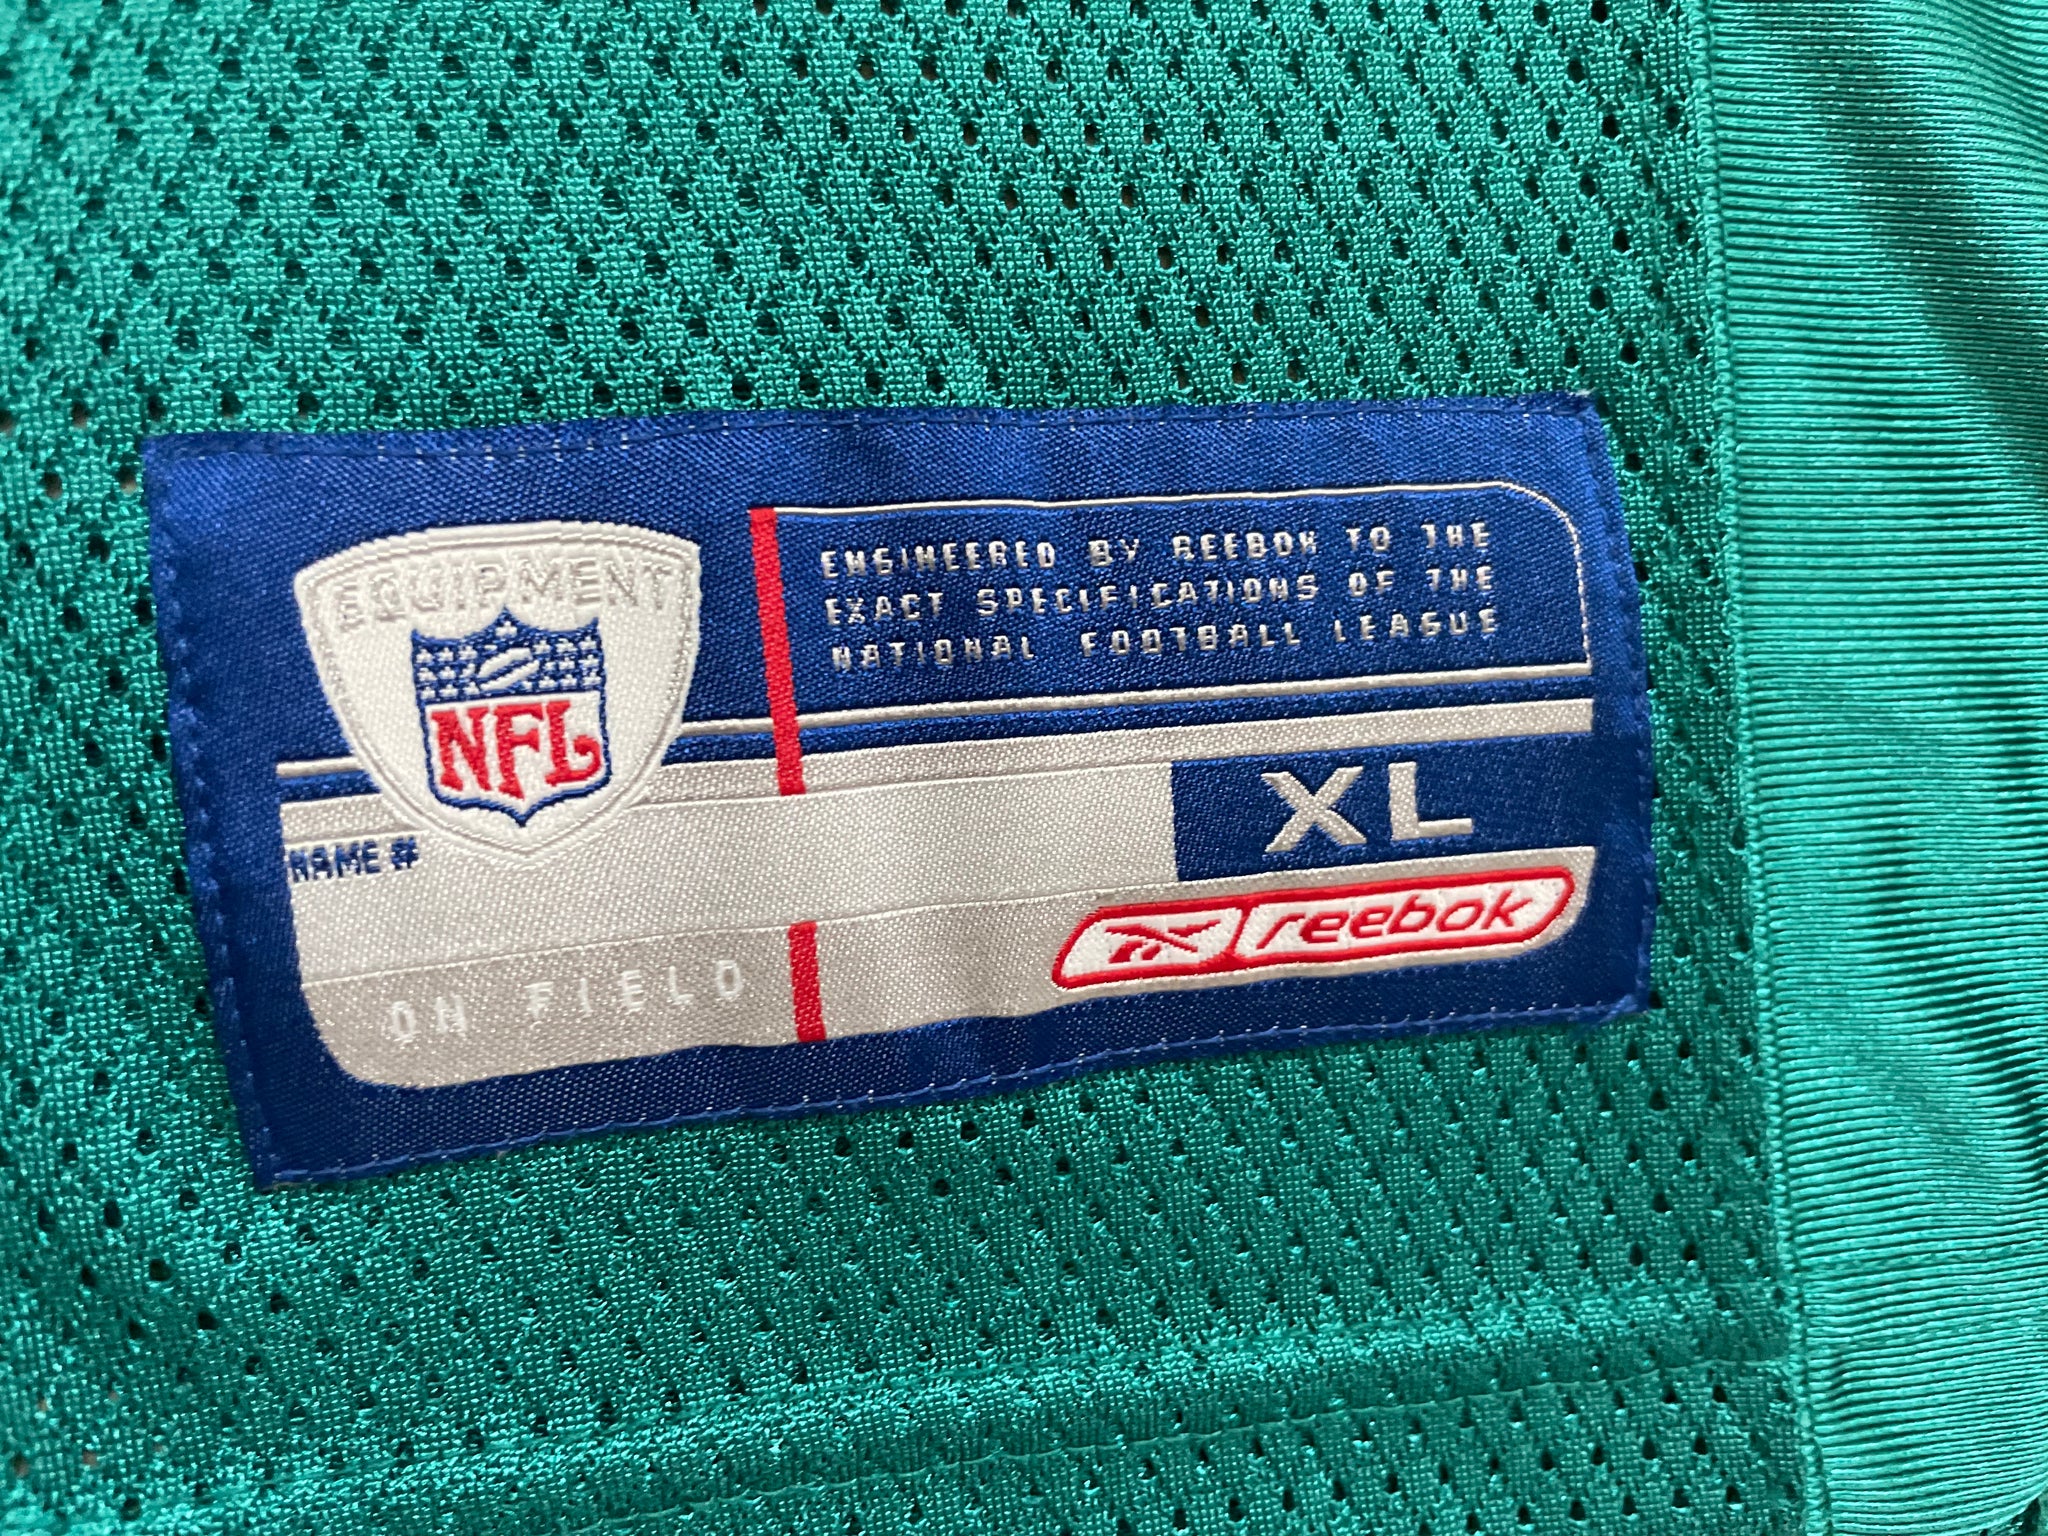 EQUIPMENT
NFL
ENGINEERED BY REEBOK TO THE
EXACT SPECIFICATIONS OF THE
NATIONAL FOOTBALL LEAGUE
XL
NAME #
Reebok
ON FIELD